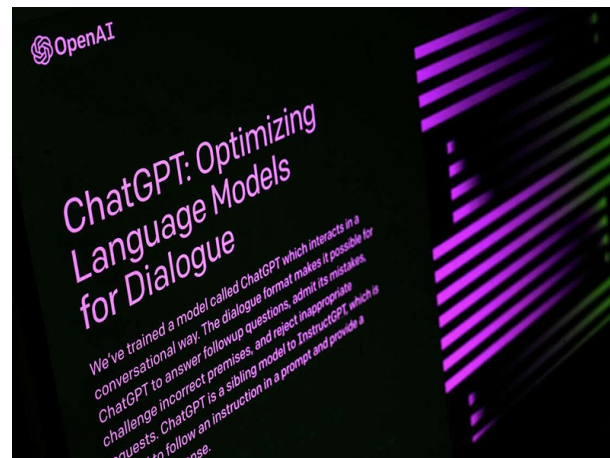 OpenAI
ChatGPT: Optimizing
Language Models
for Dialogue
We've trained a model called ChatGPT which interacts in a
conversational way. The dialogue format makes it possible for
ChatGPT to answer followup questions, admit its mistakes,
challenge incorrect premises, and reject inappropriate
quests. ChatGPT is a sibling model to InstructGPT, which is
to follow an instruction in a prompt and provide a